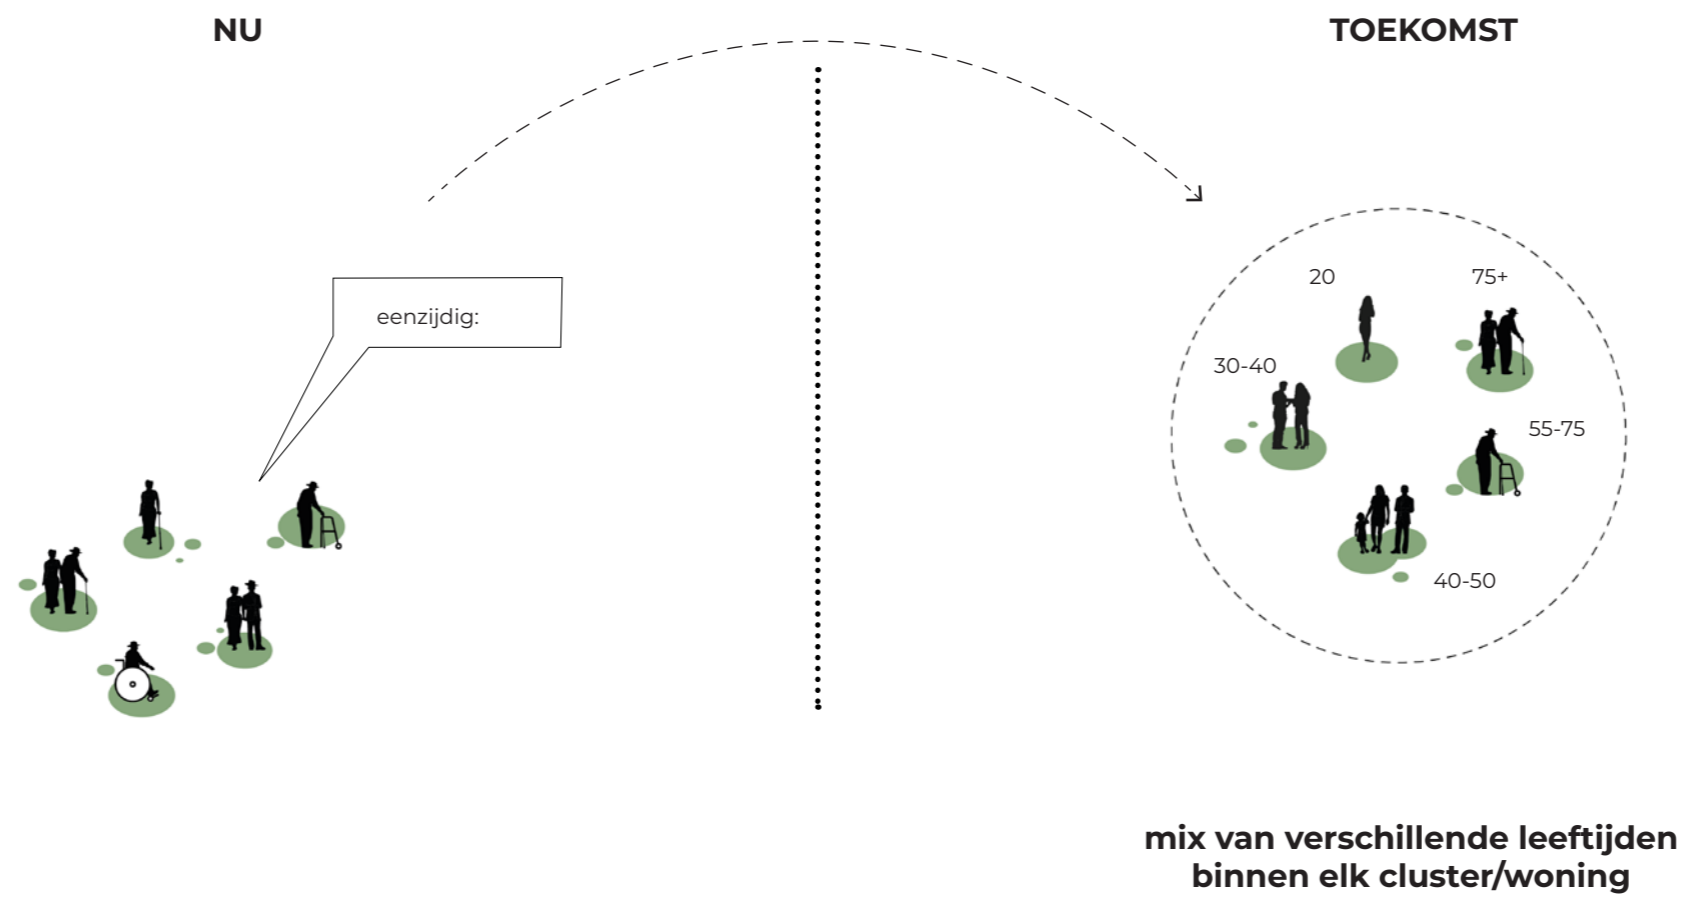 NU
TOEKOMST
eenzijdig:
20
75+
30-40
55-75
40-50
mix van verschillende leeftijden
binnen elk cluster/woning